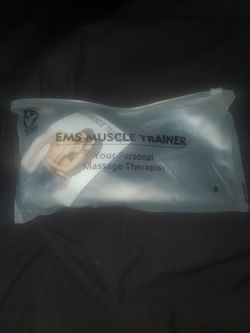 EMS MUSCLE TRAINER
Your Personal
Massage Therapist